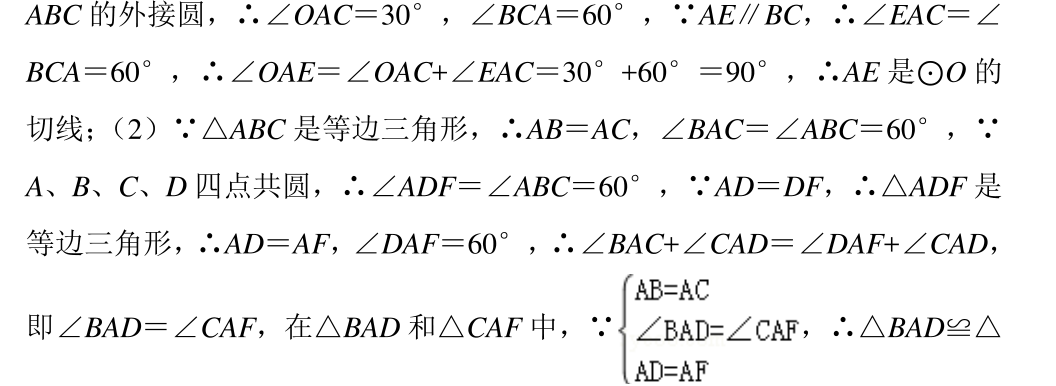 ABC 的外接圆，∴∠OAC＝30°，∠BCA＝60°，∵AE∥BC，∴∠EAC＝∠
BCA＝60°，∴∠OAE＝∠OAC+∠EAC＝30°+60°＝90°，∴AE 是⊙O 的
切线；（2）∵△ABC 是等边三角形，∴AB＝AC，∠BAC＝∠ABC＝60°，∵
A、B、C、D 四点共圆，∴∠ADF＝∠ABC＝60°，∵AD＝DF，∴△ADF 是
等边三角形，∴AD＝AF，∠DAF＝60°，∴∠BAC+∠CAD＝∠DAF+∠CAD，
即∠BAD＝∠CAF，在△BAD 和△CAF 中，∵{AB=AC
∠BAD=∠CAF，∴△BAD≌△
AD=AF